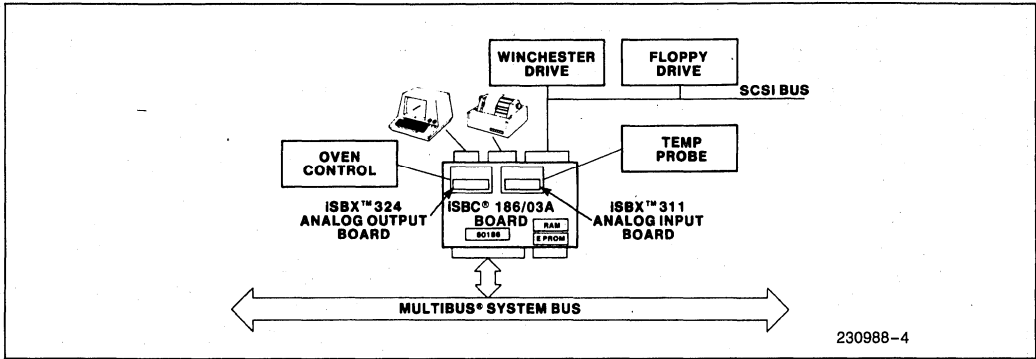 WINCHESTER
DRIVE
FLOPPY
DRIVE
SCSI BUS
OVEN
CONTROL
TEMP
PROBE
iSBX™ 324
ANALOG OUTPUT
BOARD
iSBC® 186/03A
BOARD
80186
RAM
EPROM
iSBX™ 311
ANALOG INPUT
BOARD
MULTIBUS® SYSTEM BUS
230988-4